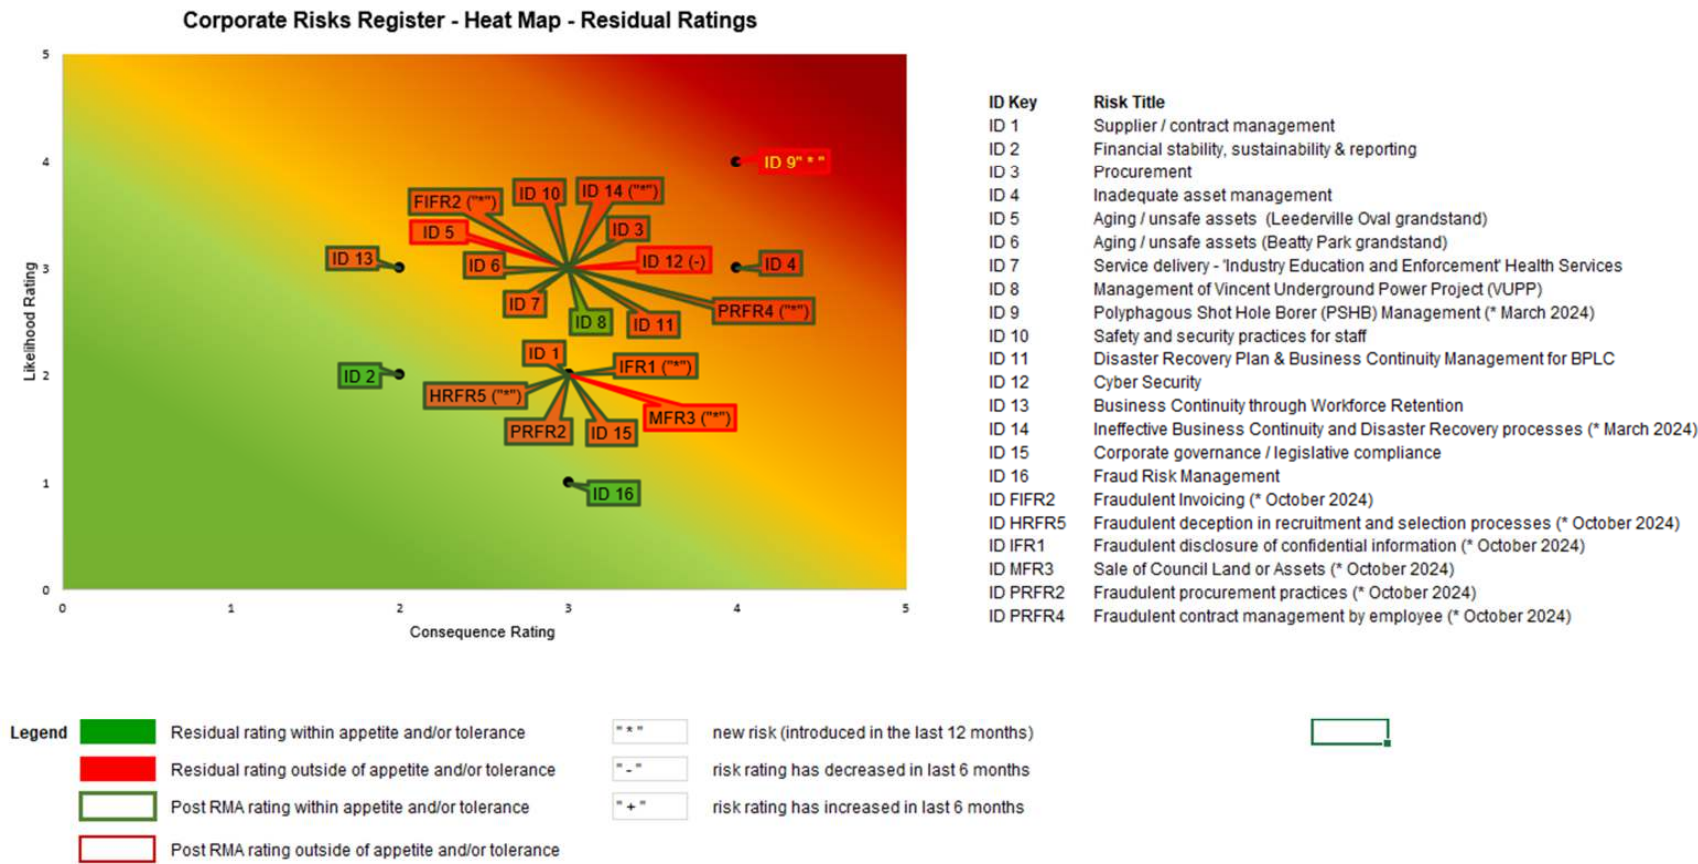 Corporate Risks Register - Heat Map - Residual Ratings
5
4
3
2
1
0
0
1
2
3
4
5
Likelihood Rating
Consequence Rating
ID 9" * "
FIFR2 ("*")
ID 10
ID 14 ("*")
ID 5
ID 3
ID 13
ID 6
ID 12 (-)
ID 4
ID 7
ID 8
ID 11
PRFR4 ("*")
ID 1
IFR1 ("*")
ID 2
HRFR5 ("*")
MFR3 ("*")
PRFR2
ID 15
ID 16
ID Key Risk Title
ID 1 Supplier / contract management
ID 2 Financial stability, sustainability & reporting
ID 3 Procurement
ID 4 Inadequate asset management
ID 5 Aging / unsafe assets (Leederville Oval grandstand)
ID 6 Aging / unsafe assets (Beatty Park grandstand)
ID 7 Service delivery - 'Industry Education and Enforcement' Health Services
ID 8 Management of Vincent Underground Power Project (VUPP)
ID 9 Polyphagous Shot Hole Borer (PSHB) Management (* March 2024)
ID 10 Safety and security practices for staff
ID 11 Disaster Recovery Plan & Business Continuity Management for BPLC
ID 12 Cyber Security
ID 13 Business Continuity through Workforce Retention
ID 14 Ineffective Business Continuity and Disaster Recovery processes (* March 2024)
ID 15 Corporate governance / legislative compliance
ID 16 Fraud Risk Management
ID FIFR2 Fraudulent Invoicing (* October 2024)
ID HRFR5 Fraudulent deception in recruitment and selection processes (* October 2024)
ID IFR1 Fraudulent disclosure of confidential information (* October 2024)
ID MFR3 Sale of Council Land or Assets (* October 2024)
ID PRFR2 Fraudulent procurement practices (* October 2024)
ID PRFR4 Fraudulent contract management by employee (* October 2024)
Legend
Residual rating within appetite and/or tolerance
Residual rating outside of appetite and/or tolerance
Post RMA rating within appetite and/or tolerance
Post RMA rating outside of appetite and/or tolerance
" * " new risk (introduced in the last 12 months)
" - " risk rating has decreased in last 6 months
" + " risk rating has increased in last 6 months